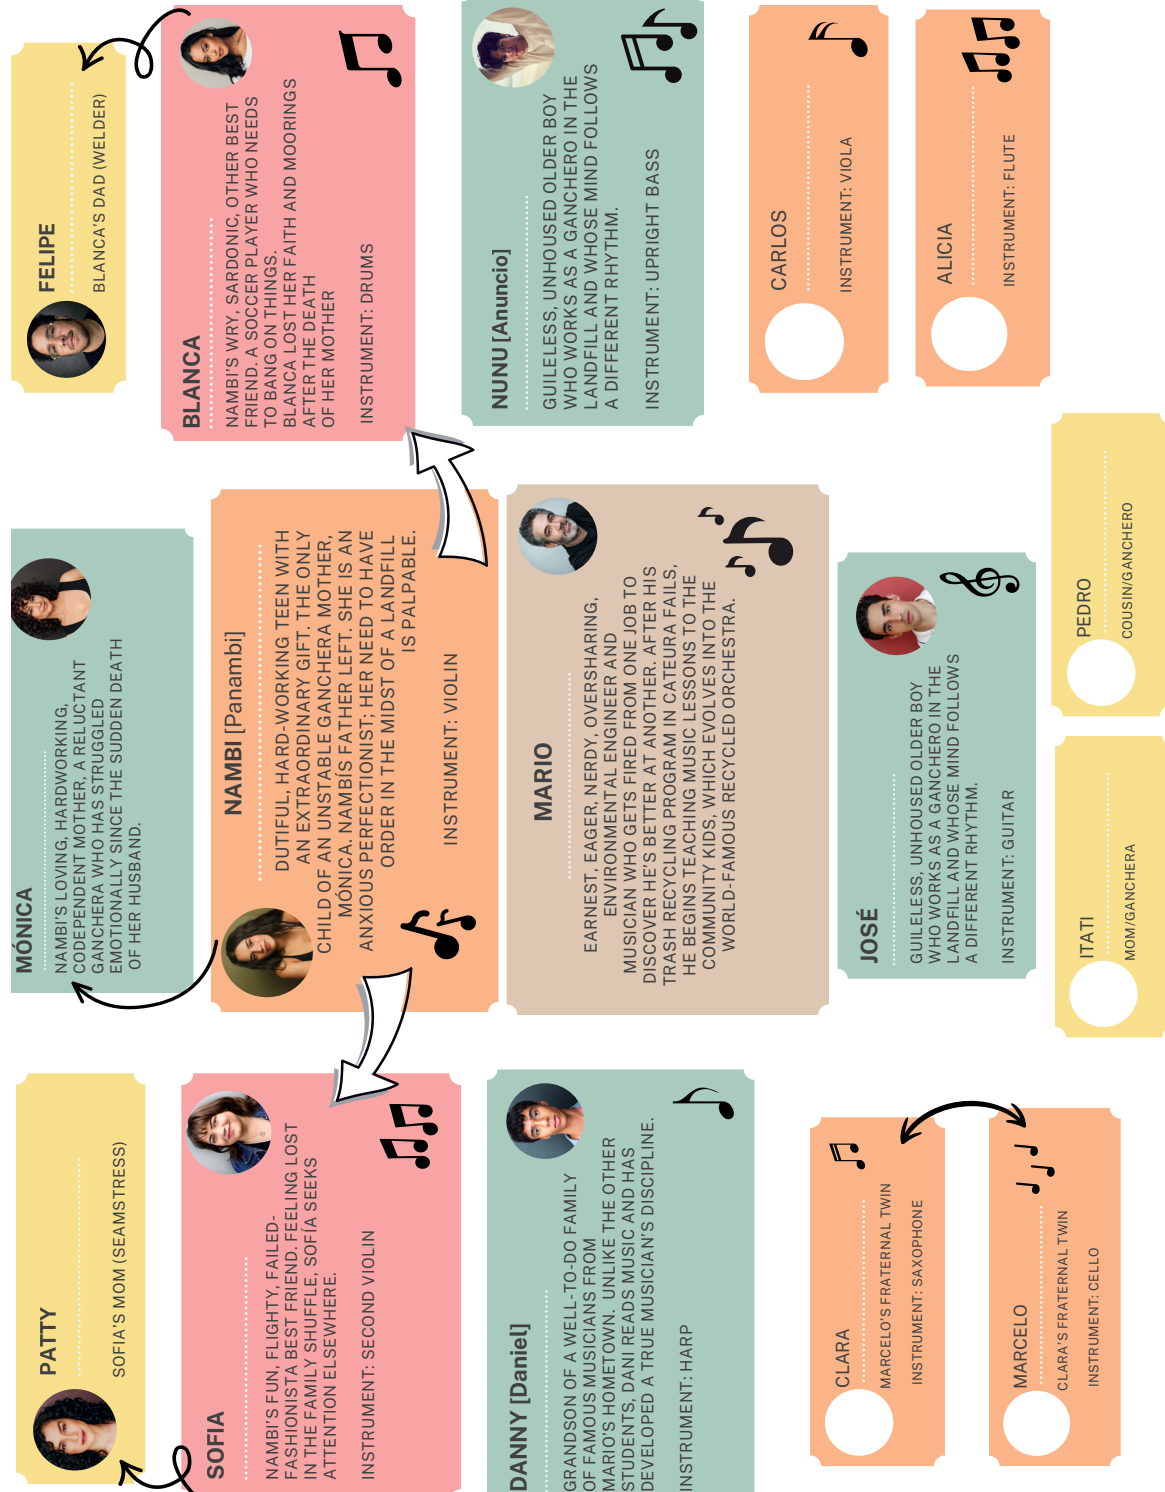 PATTY
SOFIA'S MOM (SEAMSTRESS)
MÓNICA
NAMBI'S LOVING, HARDWORKING,
CODEPENDENT MOTHER, A RELUCTANT
GANCHERA WHO HAS STRUGGLED
EMOTIONALLY SINCE THE SUDDEN DEATH
OF HER HUSBAND.
FELIPE
BLANCA'S DAD (WELDER)
SOFIA
NAMBI'S FUN, FLIGHTY, FAILED-
FASHIONISTA BEST FRIEND. FEELING LOST
IN THE FAMILY SHUFFLE, SOFÍA SEEKS
ATTENTION ELSEWHERE.
INSTRUMENT: SECOND VIOLIN
NAMBI [Panambi]
DUTIFUL, HARD-WORKING TEEN WITH
AN EXTRAORDINARY GIFT. THE ONLY
CHILD OF AN UNSTABLE GANCHERA MOTHER,
MÓNICA. NAMBÍS FATHER LEFT. SHE IS AN
ANXIOUS PERFECTIONIST; HER NEED TO HAVE
ORDER IN THE MIDST OF A LANDFILL
IS PALPABLE.
INSTRUMENT: VIOLIN
BLANCA
NAMBI'S WRY, SARDONIC, OTHER BEST
FRIEND. A SOCCER PLAYER WHO NEEDS
TO BANG ON THINGS.
BLANCA LOST HER FAITH AND MOORINGS
AFTER THE DEATH
OF HER MOTHER
INSTRUMENT: DRUMS
DANNY [Daniel]
GRANDSON OF A WELL-TO-DO FAMILY
OF FAMOUS MUSICIANS FROM
MARIO'S HOMETOWN. UNLIKE THE OTHER
STUDENTS, DANI READS MUSIC AND HAS
DEVELOPED A TRUE MUSICIAN'S DISCIPLINE.
INSTRUMENT: HARP
MARIO
EARNEST, EAGER, NERDY, OVERSHARING,
ENVIRONMENTAL ENGINEER AND
MUSICIAN WHO GETS FIRED FROM ONE JOB TO
DISCOVER HE'S BETTER AT ANOTHER. AFTER HIS
TRASH RECYCLING PROGRAM IN CATEURA FAILS,
HE BEGINS TEACHING MUSIC LESSONS TO THE
COMMUNITY KIDS, WHICH EVOLVES INTO THE
WORLD-FAMOUS RECYCLED ORCHESTRA.
NUNU [Anuncio]
GUILELESS, UNHOUSED OLDER BOY
WHO WORKS AS A GANCHERO IN THE
LANDFILL AND WHOSE MIND FOLLOWS
A DIFFERENT RHYTHM.
INSTRUMENT: UPRIGHT BASS
CLARA
MARCELO'S FRATERNAL TWIN
INSTRUMENT: SAXOPHONE
JOSÉ
GUILELESS, UNHOUSED OLDER BOY
WHO WORKS AS A GANCHERO IN THE
LANDFILL AND WHOSE MIND FOLLOWS
A DIFFERENT RHYTHM.
INSTRUMENT: GUITAR
CARLOS
INSTRUMENT: VIOLA
ALICIA
INSTRUMENT: FLUTE
MARCELO
CLARA'S FRATERNAL TWIN
INSTRUMENT: CELLO
ITATI
MOM/GANCHERA
PEDRO
COUSIN/GANCHERO